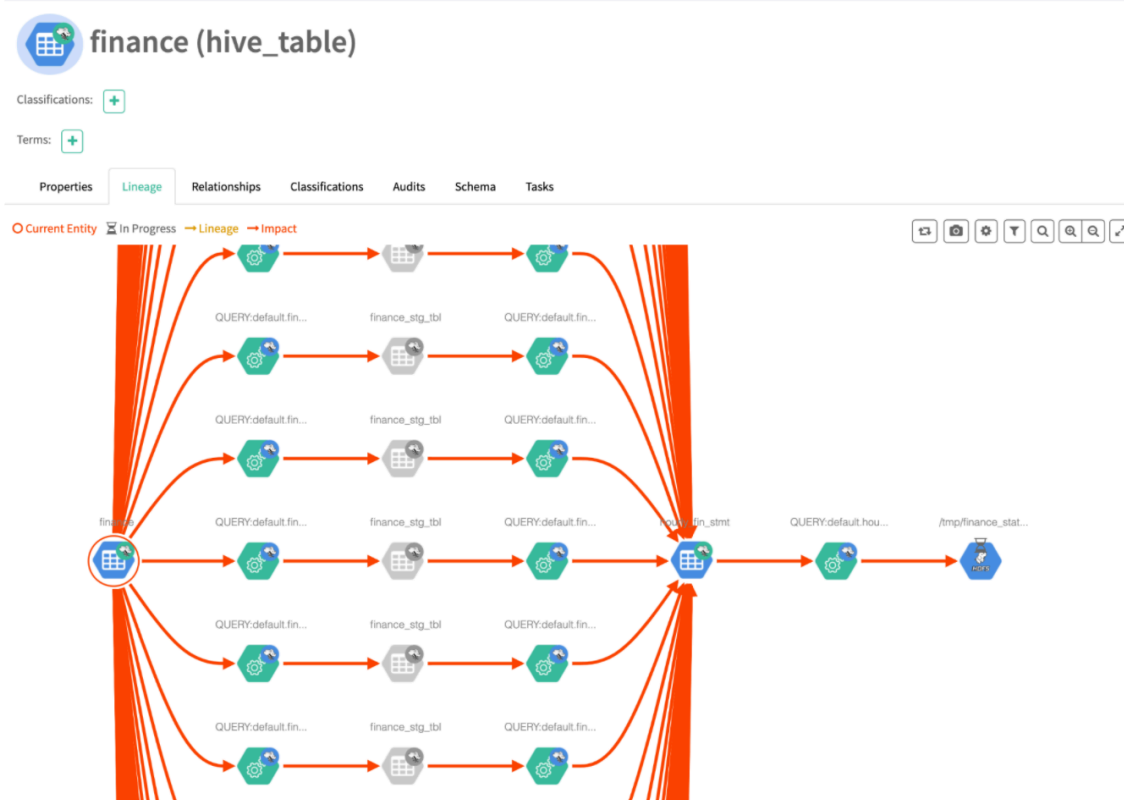 finance (hive_table)
Classifications:
Terms:
Properties Lineage Relationships Classifications Audits Schema Tasks
Current Entity In Progress Lineage Impact
QUERY:default.fin... finance_stg_tbl QUERY:default.fin...
QUERY:default.fin... finance_stg_tbl QUERY:default.fin...
finance QUERY:default.fin... finance_stg_tbl QUERY:default.fin... hourly_fin_stmt QUERY:default.hou... /tmp/finance_stat...
HDFS
QUERY:default.fin... finance_stg_tbl QUERY:default.fin...
QUERY:default.fin... finance_stg_tbl QUERY:default.fin...